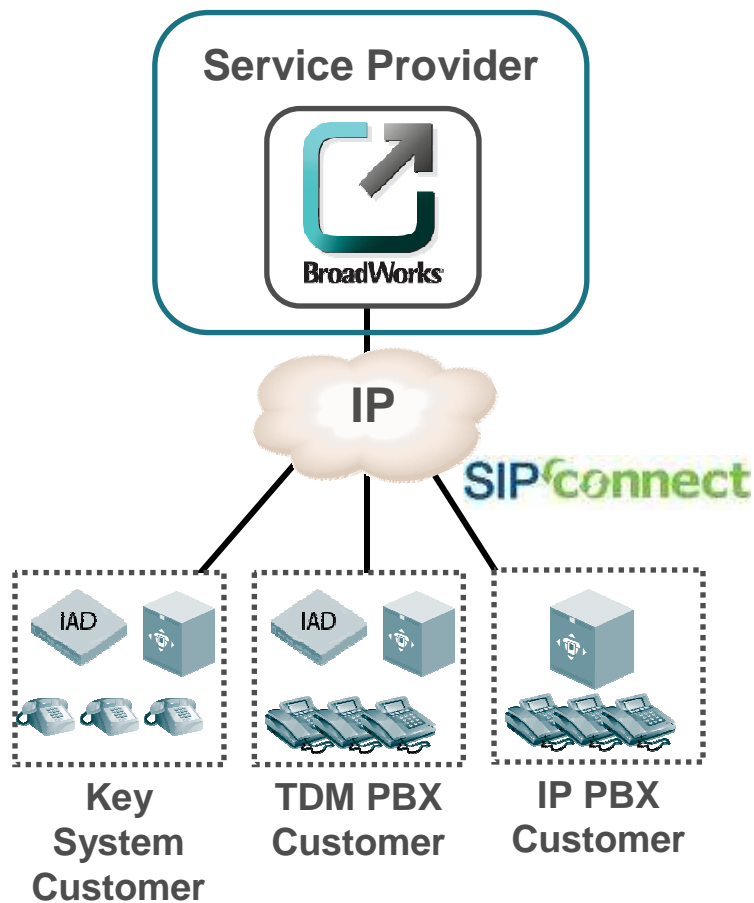 Service Provider
BroadWorks
IP
SIPconnect
IAD
IAD
Key
System
Customer
TDM PBX
Customer
IP PBX
Customer